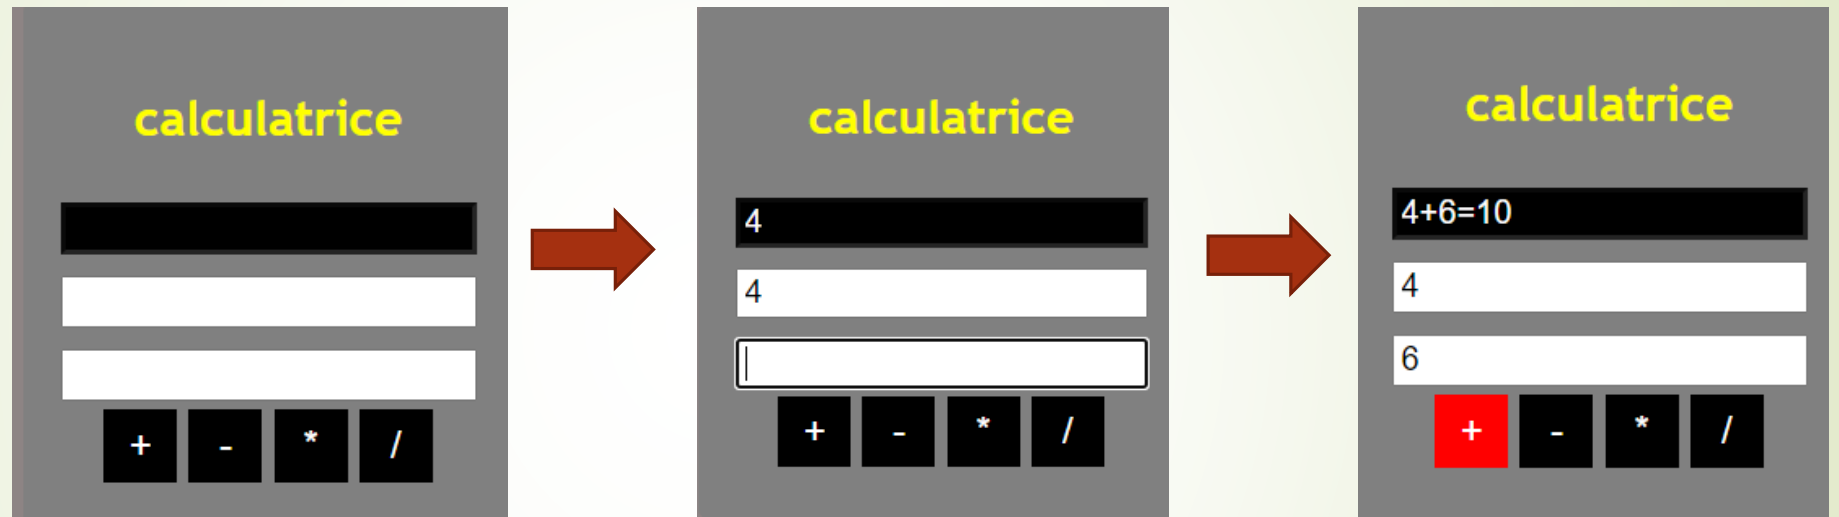 calculatrice
+ - * /
calculatrice
4
4
+ - * /
calculatrice
4+6=10
4
6
+ - * /